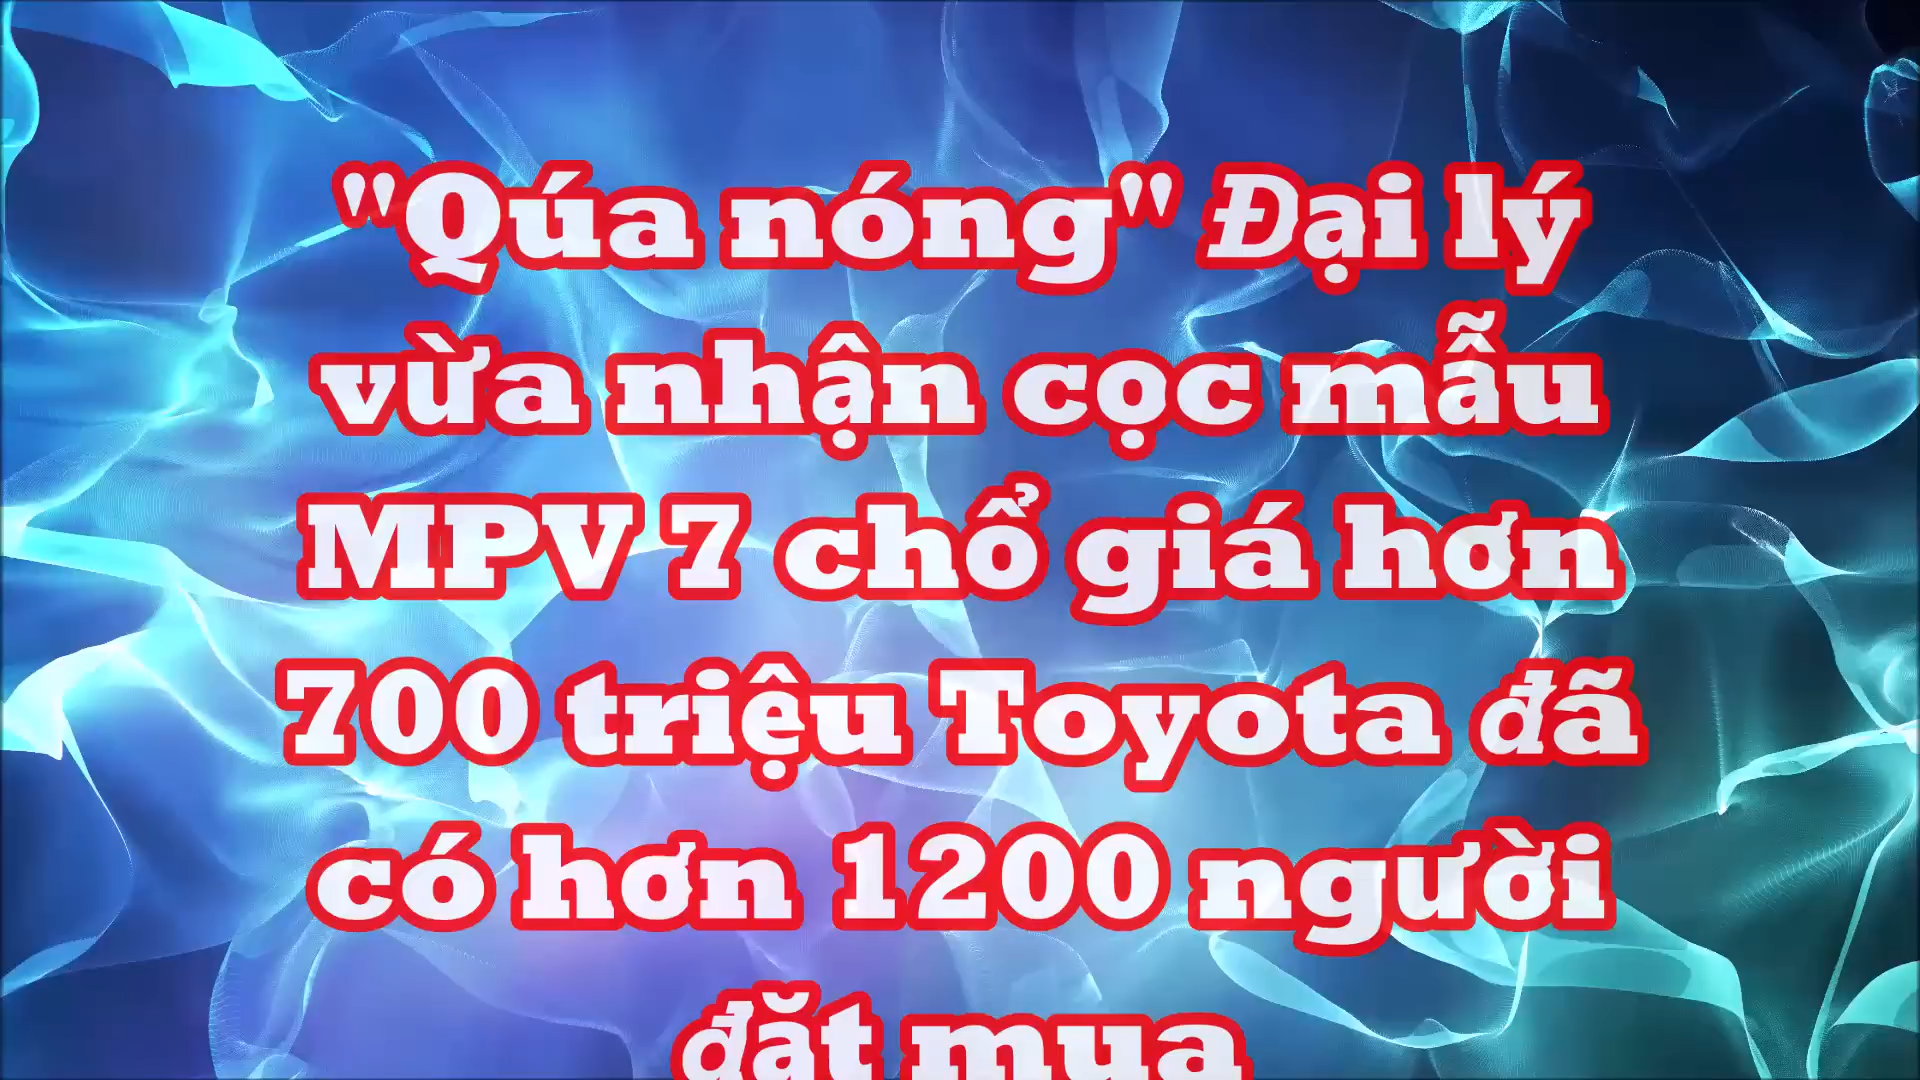 "Qúa nóng" Đại lý
vừa nhận cọc mẫu
MPV 7 chổ giá hơn
700 triệu Toyota đã
có hơn 1200 người
đặt mua